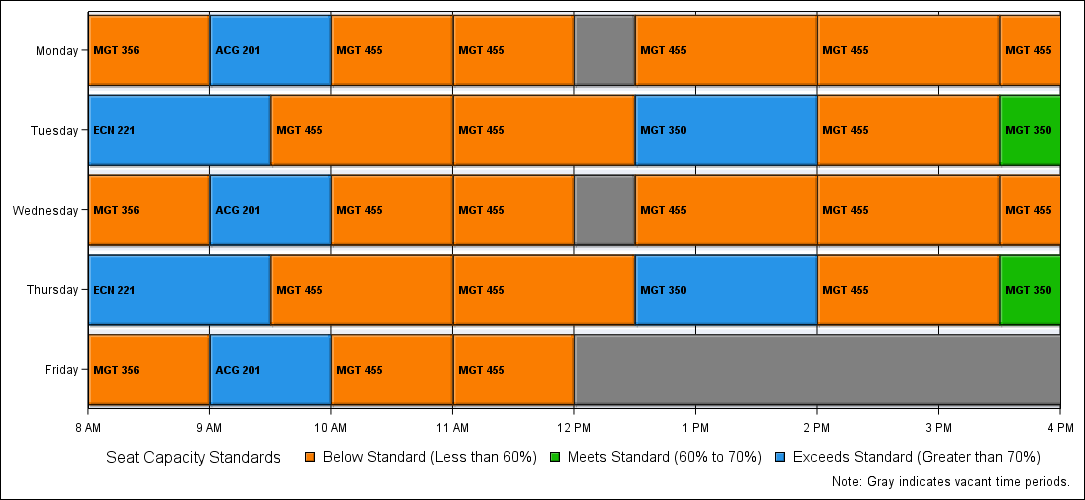 Monday MGT 356 ACG 201 MGT 455 MGT 455 MGT 455 MGT 455 MGT 455
Tuesday ECN 221 MGT 455 MGT 455 MGT 350 MGT 455 MGT 350
Wednesday MGT 356 ACG 201 MGT 455 MGT 455 MGT 455 MGT 455 MGT 455
Thursday ECN 221 MGT 455 MGT 455 MGT 350 MGT 455 MGT 350
Friday MGT 356 ACG 201 MGT 455 MGT 455
8 AM 9 AM 10 AM 11 AM 12 PM 1 PM 2 PM 3 PM 4 PM
Seat Capacity Standards Below Standard (Less than 60%) Meets Standard (60% to 70%) Exceeds Standard (Greater than 70%)
Note: Gray indicates vacant time periods.